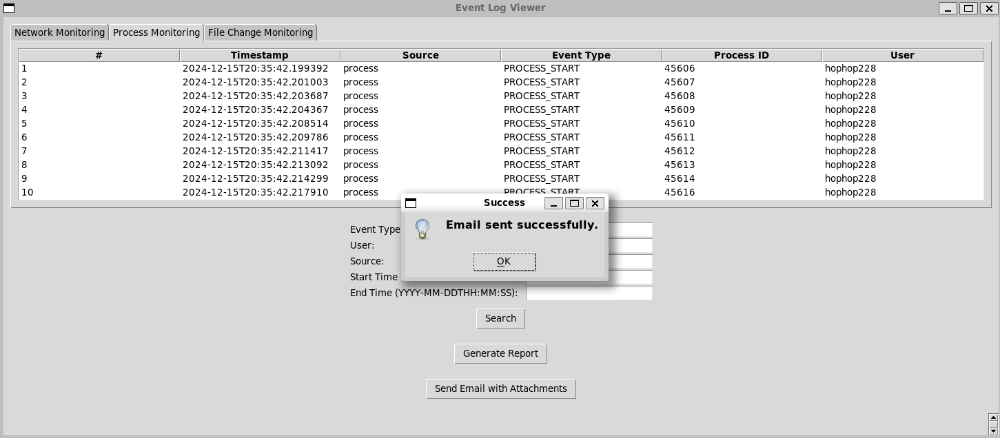 Event Log Viewer
Network Monitoring Process Monitoring File Change Monitoring
# Timestamp Source Event Type Process ID User
1 2024-12-15T20:35:42.199392 process PROCESS_START 45606 hophop228
2 2024-12-15T20:35:42.201003 process PROCESS_START 45607 hophop228
3 2024-12-15T20:35:42.203687 process PROCESS_START 45608 hophop228
4 2024-12-15T20:35:42.204367 process PROCESS_START 45609 hophop228
5 2024-12-15T20:35:42.208514 process PROCESS_START 45610 hophop228
6 2024-12-15T20:35:42.209786 process PROCESS_START 45611 hophop228
7 2024-12-15T20:35:42.211417 process PROCESS_START 45612 hophop228
8 2024-12-15T20:35:42.213092 process PROCESS_START 45613 hophop228
9 2024-12-15T20:35:42.214299 process PROCESS_START 45614 hophop228
10 2024-12-15T20:35:42.217910 process PROCESS_START 45616 hophop228
Success
Email sent successfully.
OK
Event Type
User:
Source:
Start Time
End Time (YYYY-MM-DDTHH:MM:SS):
Search
Generate Report
Send Email with Attachments